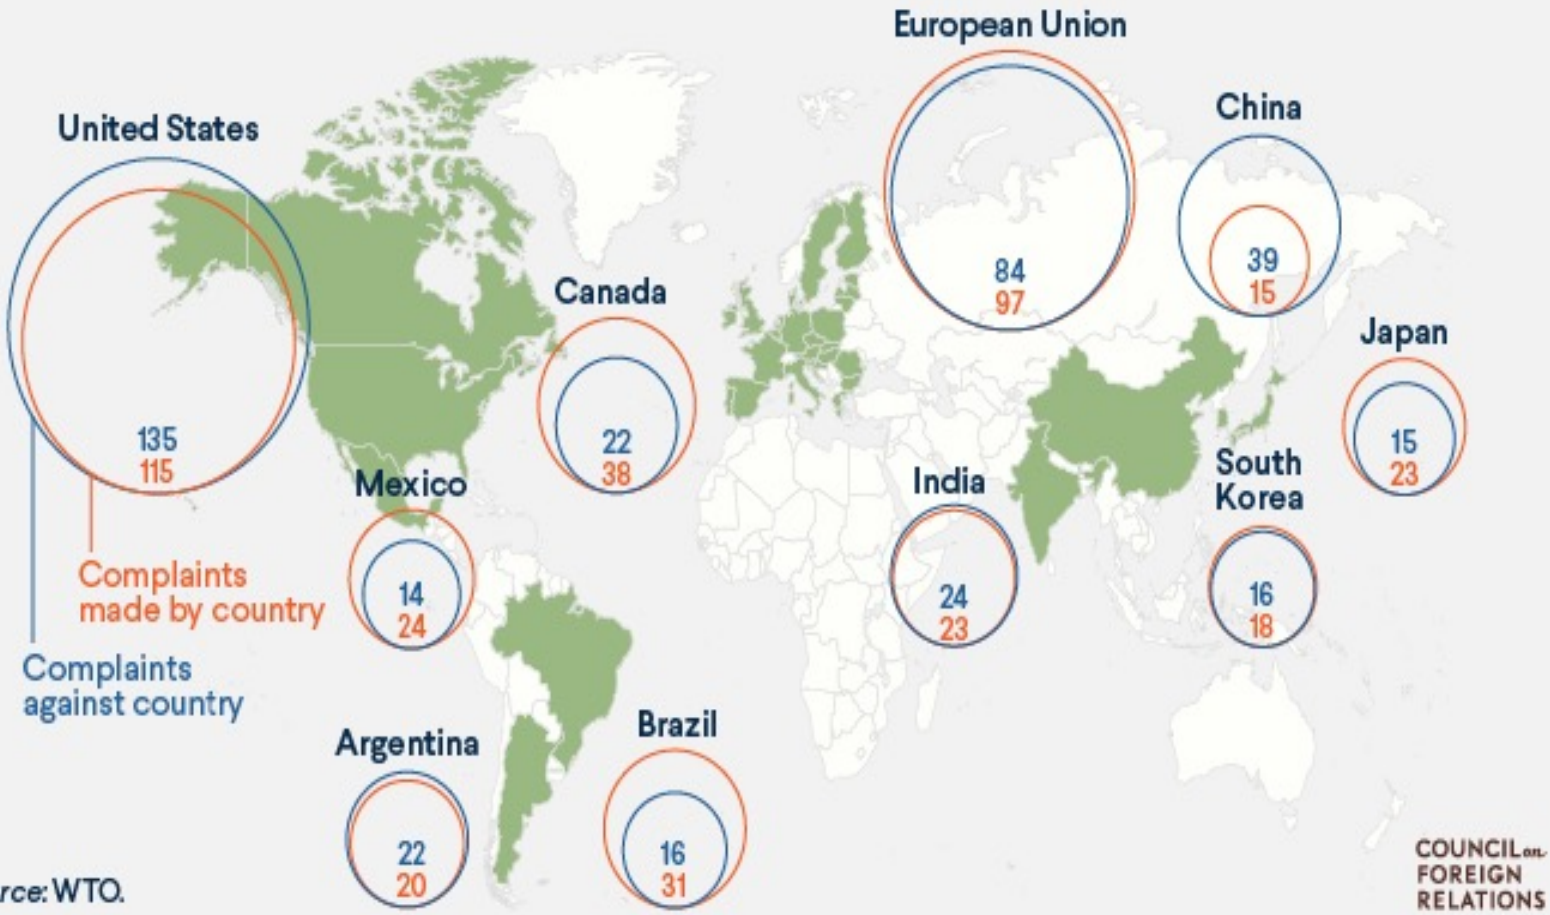 European Union
84
97
China
39
15
United States
135
115
Canada
22
38
Japan
15
23
Mexico
14
24
India
24
23
South
Korea
16
18
Complaints
made by country
Complaints
against country
Argentina
22
20
Brazil
16
31
rce: WTO.
COUNCIL on
FOREIGN
RELATIONS